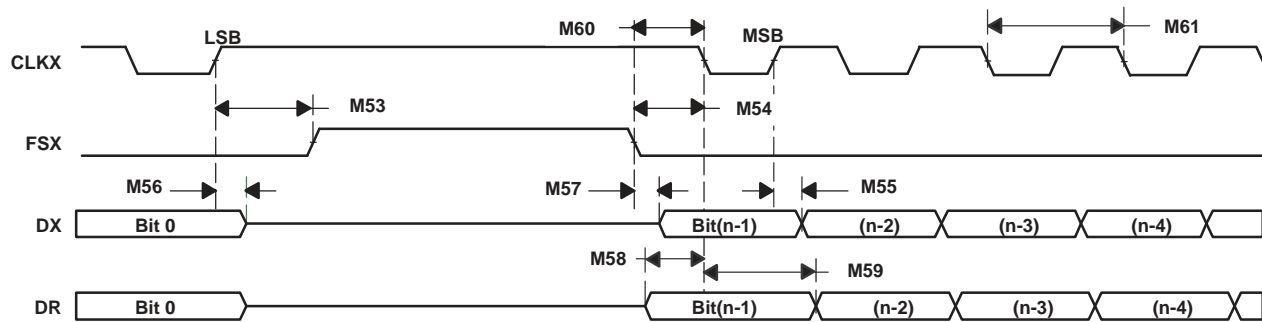 M60
LSB
MSB
M61
CLKX
M53
M54
FSX
M56
M57
M55
DX
Bit 0
Bit(n-1)
(n-2)
(n-3)
(n-4)
M58
M59
DR
Bit 0
Bit(n-1)
(n-2)
(n-3)
(n-4)